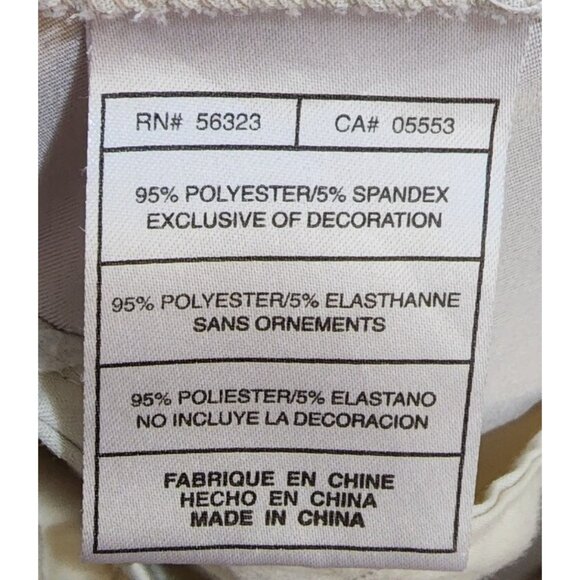 RN# 56323
CA# 05553
95% POLYESTER/5% SPANDEX
EXCLUSIVE OF DECORATION
95% POLYESTER/5% ELASTHANNE
SANS ORNEMENTS
95% POLIESTER/5% ELASTANO
NO INCLUYE LA DECORACION
FABRIQUE EN CHINE
HECHO EN CHINA
MADE IN CHINA